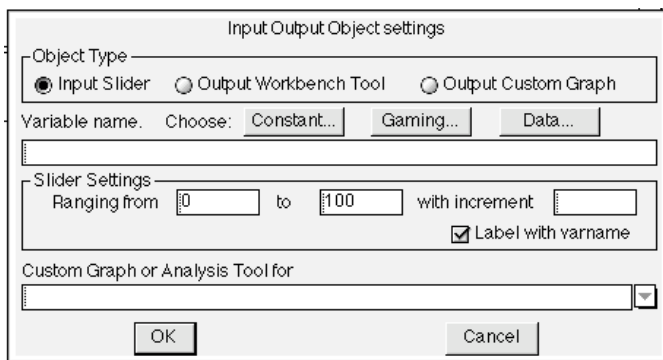 Input Output Object settings
Object Type
Input Slider Output Workbench Tool Output Custom Graph
Variable name. Choose: Constant... Gaming... Data...
Slider Settings
Ranging from 0 to 100 with increment
Label with varname
Custom Graph or Analysis Tool for
OK Cancel